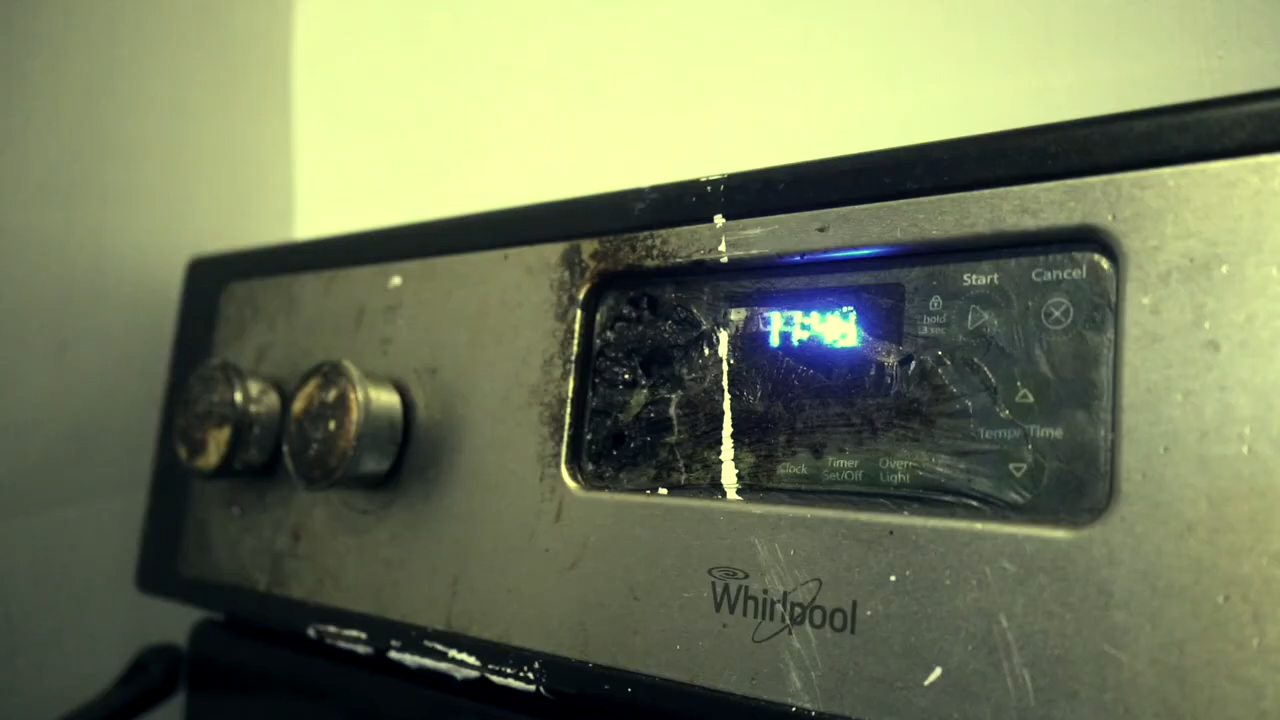 Start
Cancel
hold
3 sec
Temp/Time
Clock
Timer
Set/Off
Oven
Light
Whirlpool